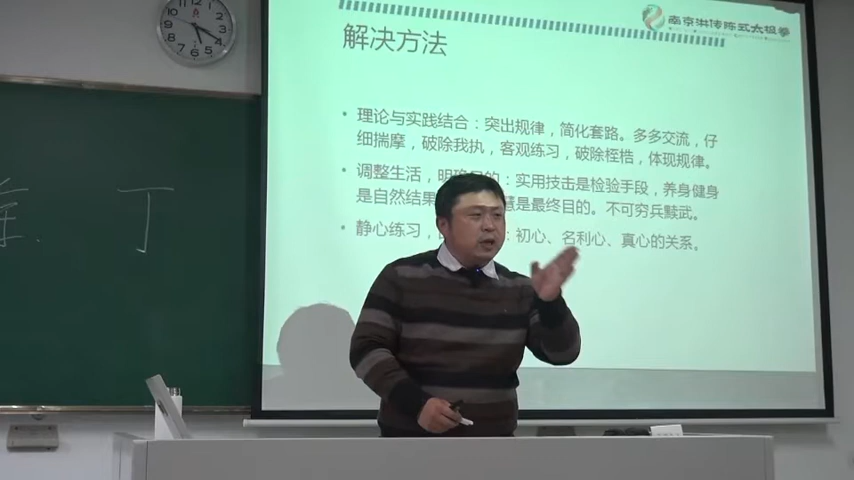 南京洪传陈式太极拳
解决方法
• 理论与实践结合：突出规律，简化套路。多多交流，仔
细揣摩，破除我执，客观练习，破除桎梏，体现规律。
• 调整生活，明确目的：实用技击是检验手段，养身健身
是自然结果，慧是最终目的。不可穷兵黩武。
• 静心练习，：初心、名利心、真心的关系。
丁